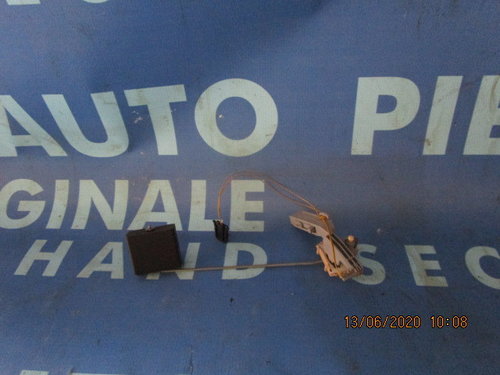 AUTO PIE
GINALE
HAND SEC
13/06/2020 10:08